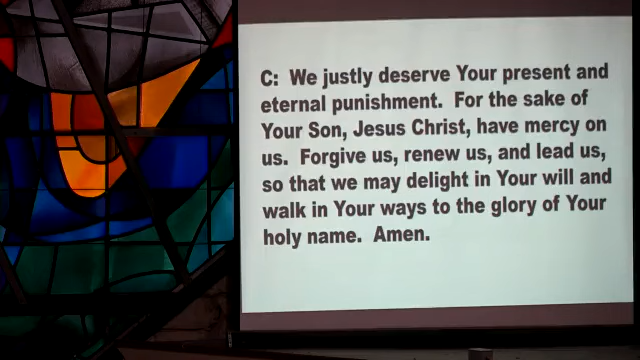 C: We justly deserve Your present and
eternal punishment. For the sake of
Your Son, Jesus Christ, have mercy on
us. Forgive us, renew us, and lead us,
so that we may delight in Your will and
walk in Your ways to the glory of Your
holy name. Amen.